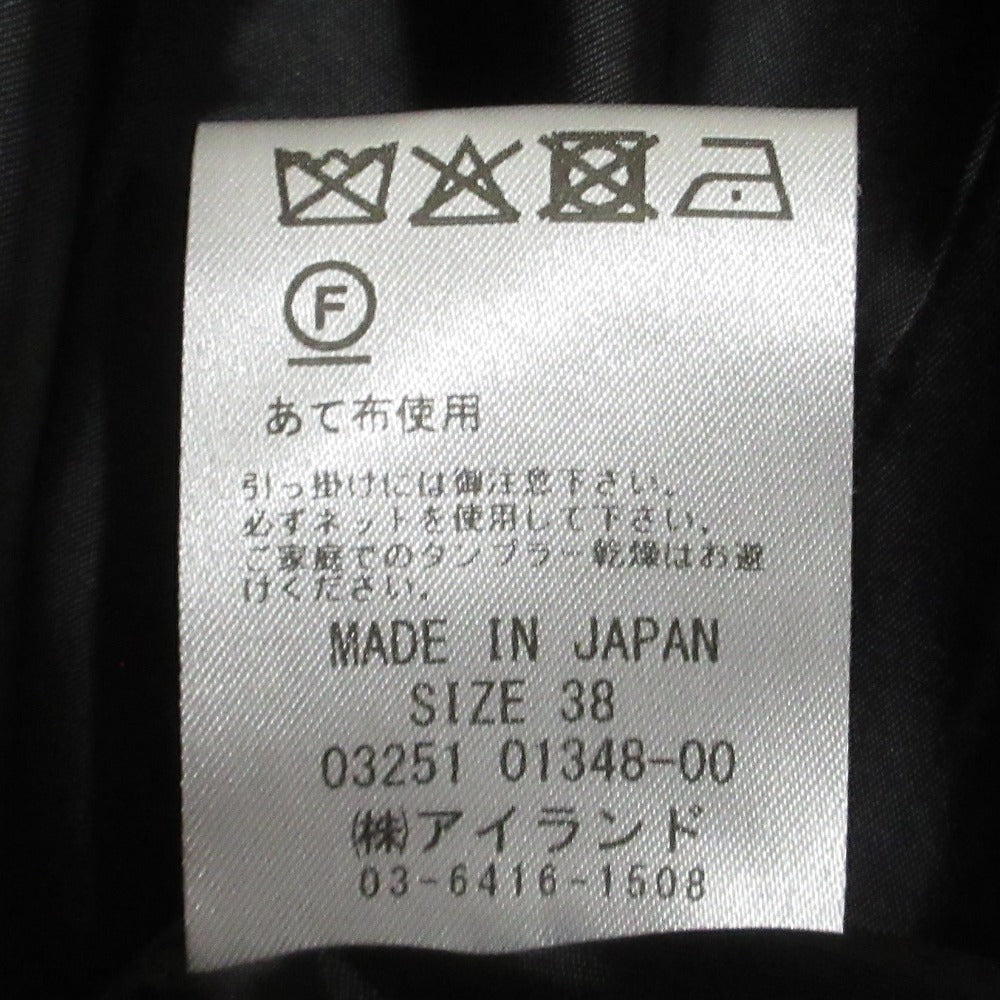 F
あて布使用
引っ掛けには御注意下さい。
必ずネットを使用して下さい。
ご家庭でのタンブラー乾燥はお避
けください。
MADE IN JAPAN
SIZE 38
03251 01348-00
㈱アイランド
03-6416-1508